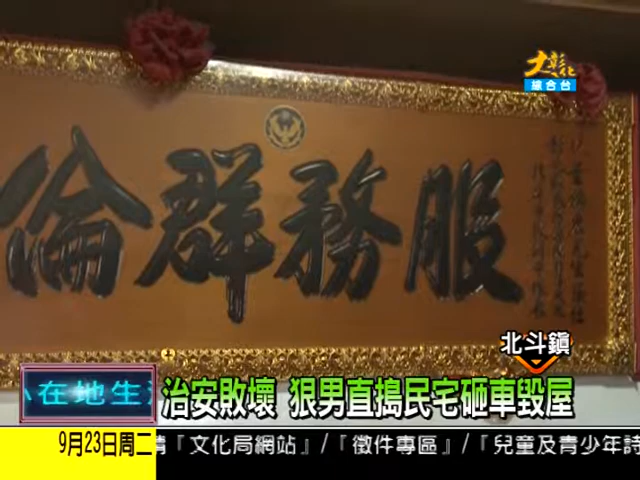 大彰化
綜合台
服務群倫
北斗鎮
治安敗壞 狠男直搗民宅砸車毀屋
在地生
9月23日周二
『文化局網站』/『徵件專區』/『兒童及青少年詩